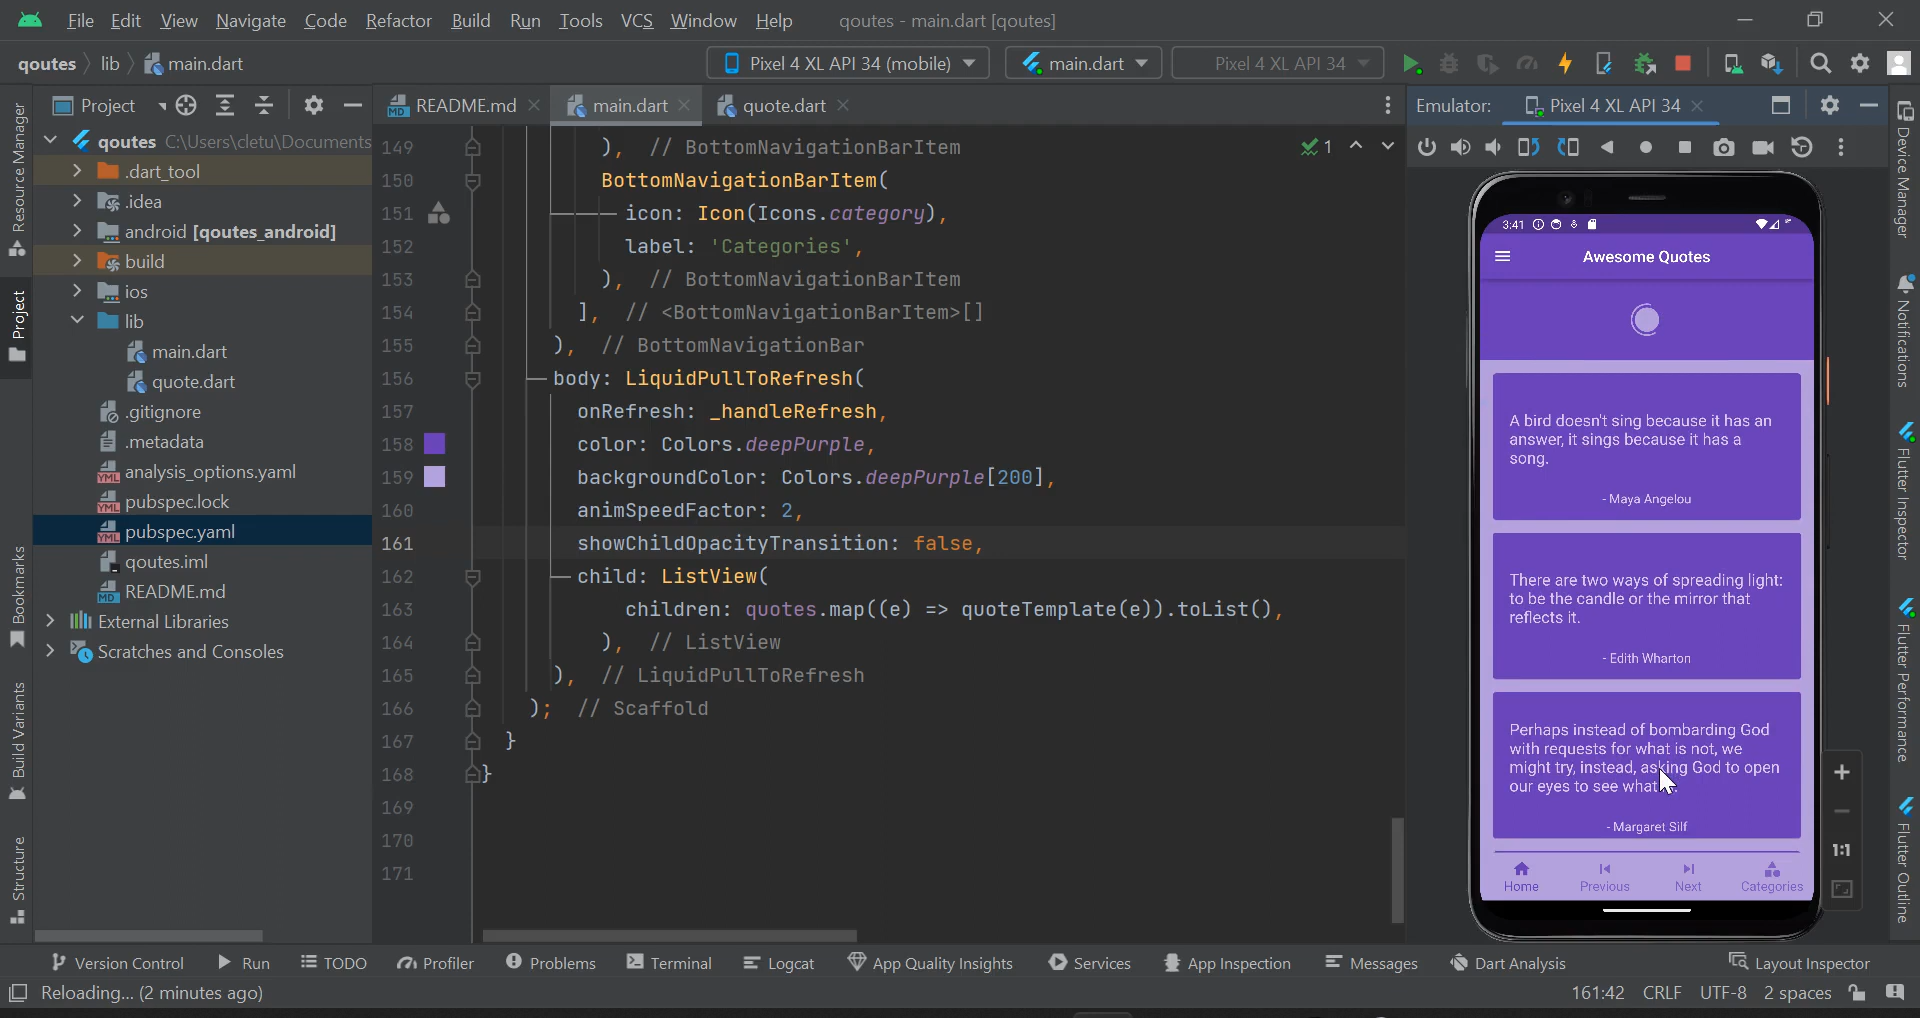 File Edit View Navigate Code Refactor Build Run Tools VCS Window Help qoutes - main.dart [qoutes]
qoutes lib main.dart Pixel 4 XL API 34 (mobile) main.dart Pixel 4 XL API 34
Project README.md main.dart quote.dart Emulator: Pixel 4 XL API 34
qoutes C:\Users\cletu\Documents
.dart_tool
.idea
android [qoutes_android]
build
ios
lib
main.dart
quote.dart
.gitignore
.metadata
analysis_options.yaml
pubspec.lock
pubspec.yaml
qoutes.iml
README.md
External Libraries
Scratches and Consoles
Resource Manager
Project
Bookmarks
Build Variants
Structure
149 ), // BottomNavigationBarItem
150 BottomNavigationBarItem(
151 icon: Icon(Icons.category),
152 label: 'Categories',
153 ), // BottomNavigationBarItem
154 ], // <BottomNavigationBarItem>[]
155 ), // BottomNavigationBar
156 body: LiquidPullToRefresh(
157 onRefresh: _handleRefresh,
158 color: Colors.deepPurple,
159 backgroundColor: Colors.deepPurple[200],
160 animSpeedFactor: 2,
161 showChildOpacityTransition: false,
162 child: ListView(
163 children: quotes.map((e) => quoteTemplate(e)).toList(),
164 ), // ListView
165 ), // LiquidPullToRefresh
166 ); // Scaffold
167 }
168 }
169
170
171
1
3:41
Awesome Quotes
A bird doesn't sing because it has an
answer, it sings because it has a
song.
- Maya Angelou
There are two ways of spreading light:
to be the candle or the mirror that
reflects it.
- Edith Wharton
Perhaps instead of bombarding God
with requests for what is not, we
might try, instead, asking God to open
our eyes to see what
- Margaret Silf
Home Previous Next Categories
1:1
Device Manager
Notifications
Flutter Inspector
Flutter Performance
Flutter Outline
Version Control Run TODO Profiler Problems Terminal Logcat App Quality Insights Services App Inspection Messages Dart Analysis Layout Inspector
Reloading... (2 minutes ago) 161:42 CRLF UTF-8 2 spaces